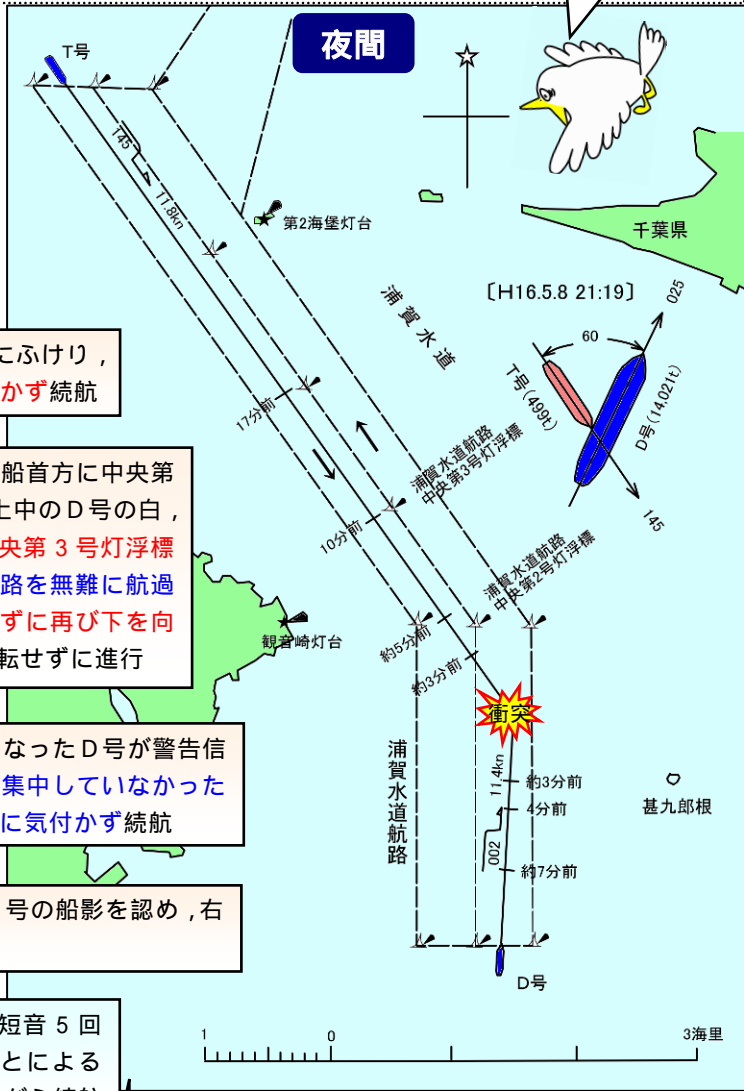 夜間
T号
145
11.8kn
第2海堡灯台
千葉県
浦賀水道
〔H16.5.8 21:19〕
025
60
T号(499t)
D号(14,021t)
145
にふけり，
かず続航
17分前
浦賀水道航路
中央第3号灯浮標
船首方に中央第
上中のD号の白，
央第3号灯浮標
路を無難に航過
ずに再び下を向
転せずに進行
10分前
浦賀水道航路
中央第2号灯浮標
観音崎灯台
約5分前
約3分前
衝突
なったD号が警告信
集中していなかった
に気付かず続航
浦賀水道航路
11.4kn
約3分前
4分前
甚九郎根
002
約7分前
号の船影を認め，右
D号
短音5回
とによる
1
0
3海里